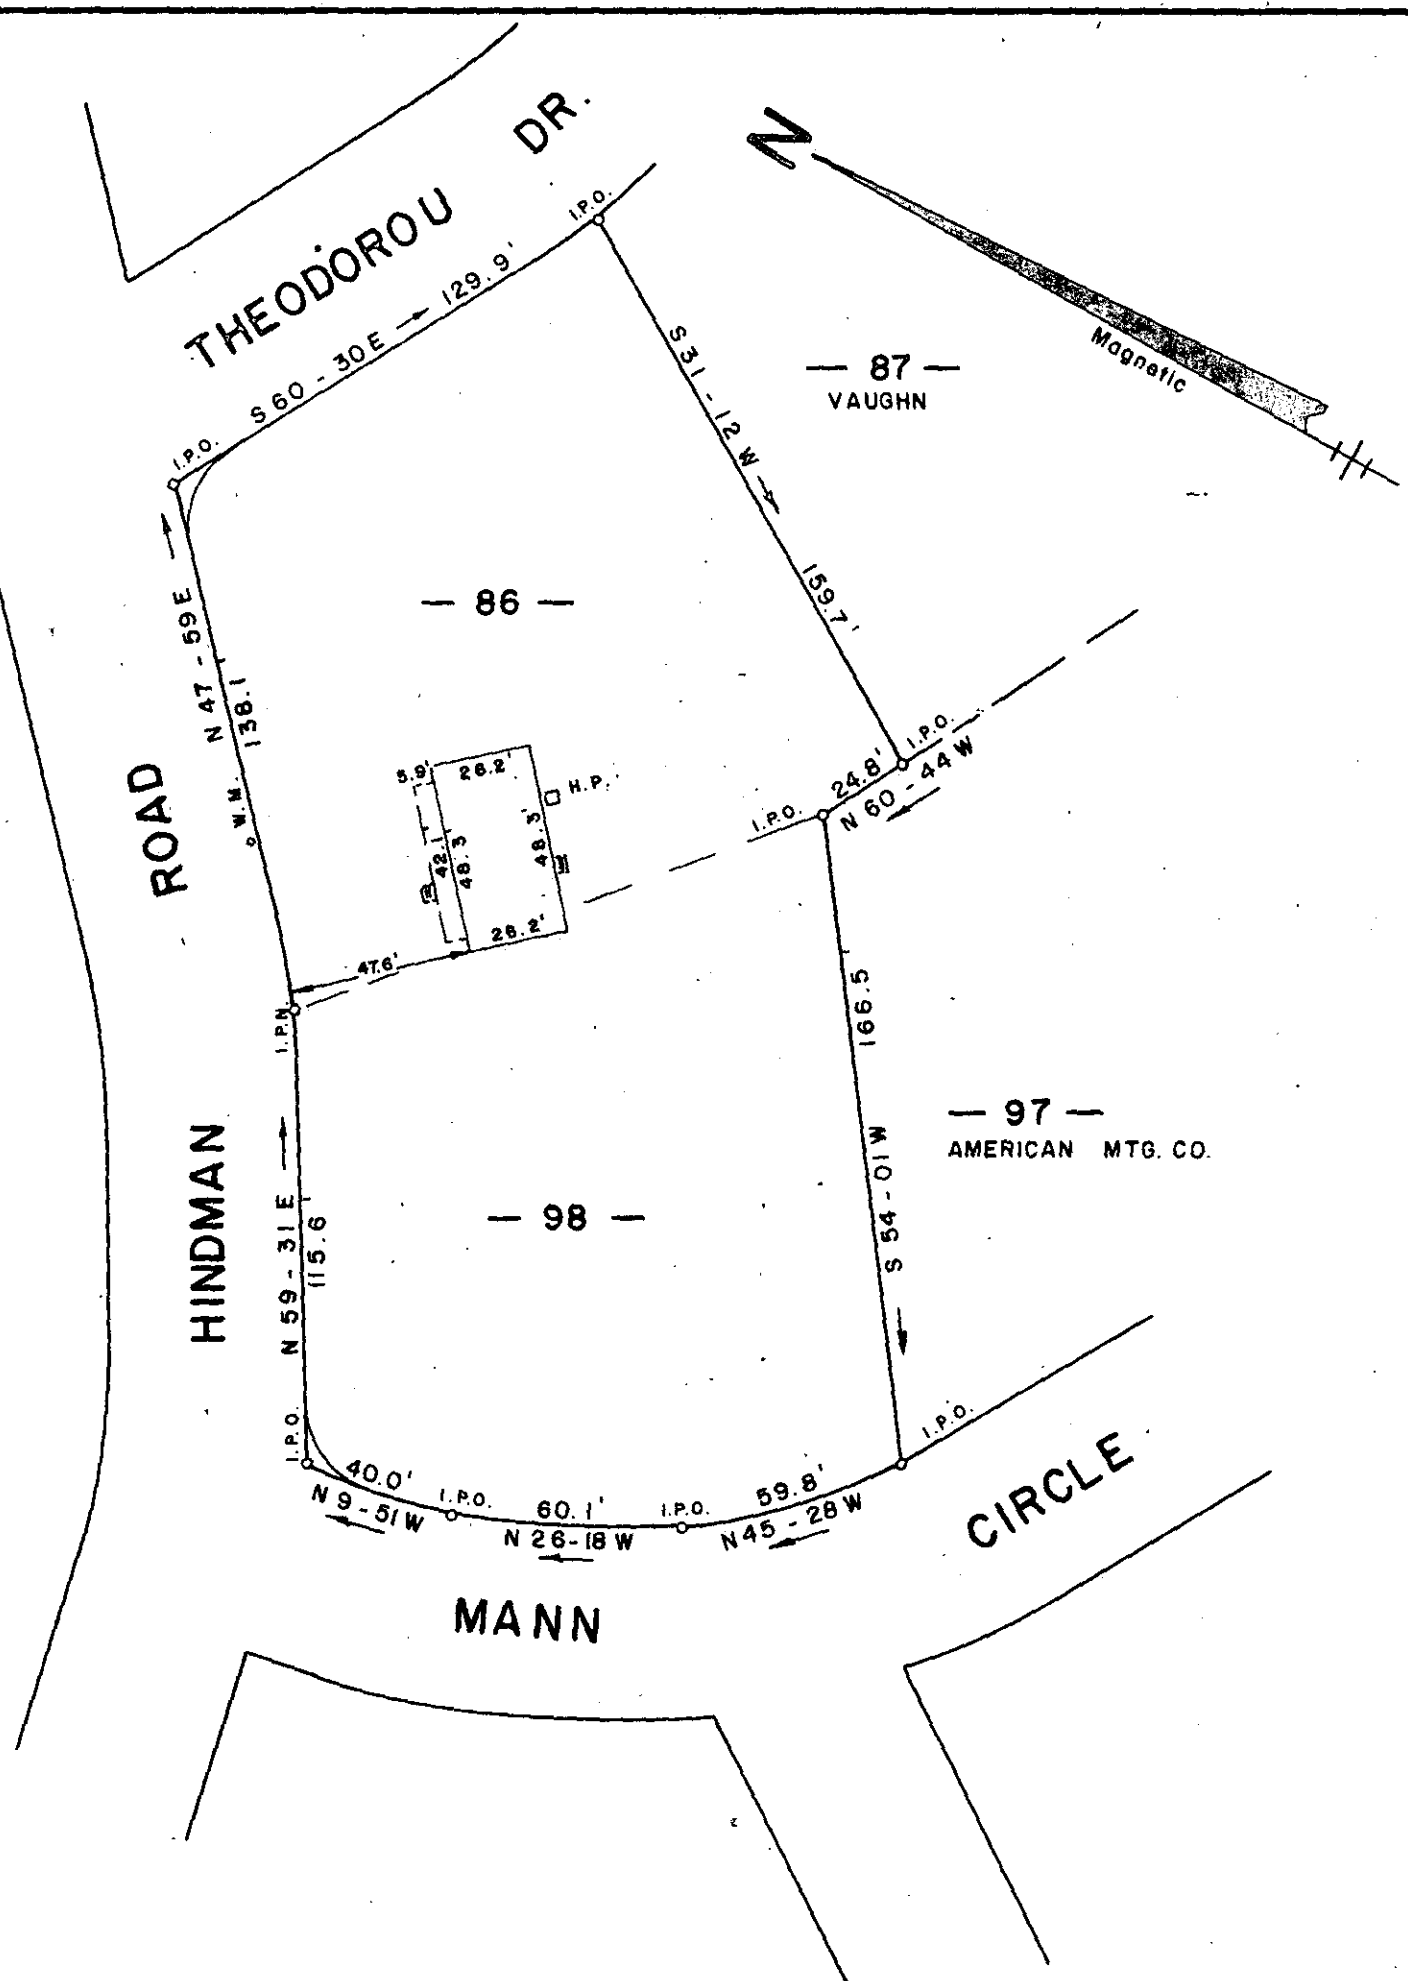 THEODOROU DR.
N
Magnetic
I.P.O.
S 60 - 30 E 129.9'
I.P.O.
S 31 - 12 W 159.7'
— 87 —
VAUGHN
— 86 —
N 47 - 59 E
138.1
W. M.
5.9'
26.2'
H.P.
42.1'
48.3
48.3'
26.2'
47.6'
24.8'
I.P.O.
N 60 - 44 W
I.P.O.
I.P.N.
HINDMAN ROAD
166.5
S 54 - 01 W
— 97 —
AMERICAN MTG. CO.
N 59 - 31 E
115.6
— 98 —
I.P.O.
40.0'
N 9 - 51 W
I.P.O.
60.1'
N 26 - 18 W
I.P.O.
59.8'
N 45 - 28 W
I.P.O.
MANN CIRCLE